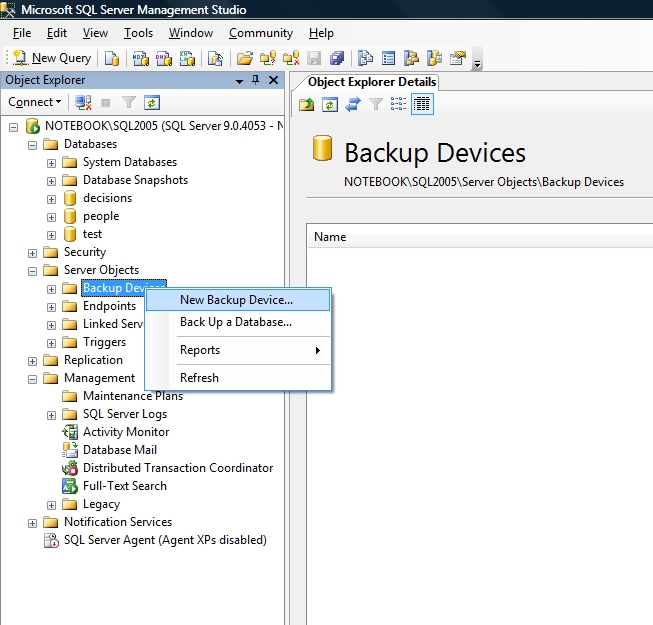 Microsoft SQL Server Management Studio
File Edit View Tools Window Community Help
New Query
Object Explorer
Connect
NOTEBOOK\SQL2005 (SQL Server 9.0.4053 - N
Databases
System Databases
Database Snapshots
decisions
people
test
Security
Server Objects
Backup Devices
Endpoints
Linked Serv
Triggers
Replication
Management
Maintenance Plans
SQL Server Logs
Activity Monitor
Database Mail
Distributed Transaction Coordinator
Full-Text Search
Legacy
Notification Services
SQL Server Agent (Agent XPs disabled)
New Backup Device...
Back Up a Database...
Reports
Refresh
Object Explorer Details
Backup Devices
NOTEBOOK\SQL2005\Server Objects\Backup Devices
Name